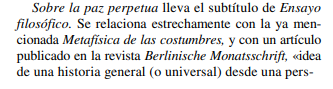 Sobre la paz perpetua lleva el subtítulo de Ensayo
filosófico. Se relaciona estrechamente con la ya men-
cionada Metafísica de las costumbres, y con un artículo
publicado en la revista Berlinische Monatsschrift, «idea
de una historia general (o universal) desde una pers-